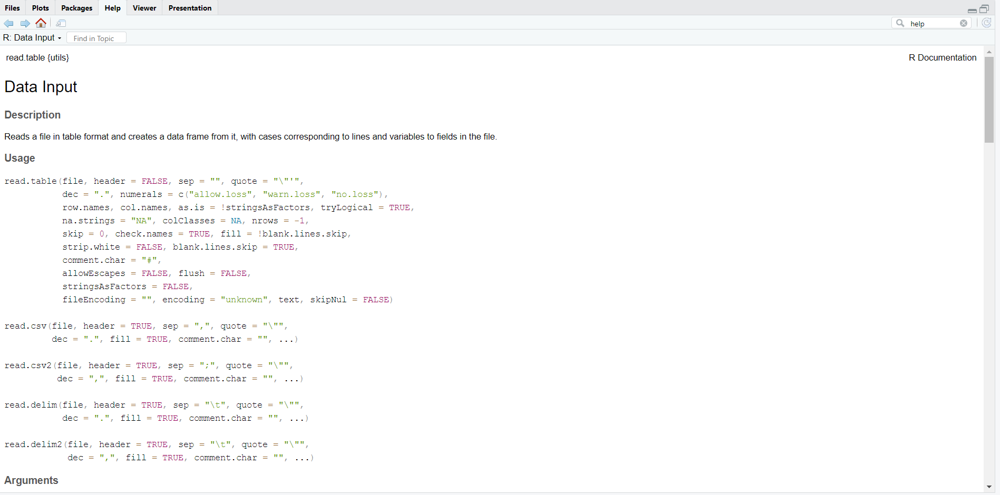 Files Plots Packages Help Viewer Presentation
help
R: Data Input Find in Topic
read.table {utils} R Documentation
Data Input
Description
Reads a file in table format and creates a data frame from it, with cases corresponding to lines and variables to fields in the file.
Usage
read.table(file, header = FALSE, sep = "", quote = "\"'",
           dec = ".", numerals = c("allow.loss", "warn.loss", "no.loss"),
           row.names, col.names, as.is = !stringsAsFactors, tryLogical = TRUE,
           na.strings = "NA", colClasses = NA, nrows = -1,
           skip = 0, check.names = TRUE, fill = !blank.lines.skip,
           strip.white = FALSE, blank.lines.skip = TRUE,
           comment.char = "#",
           allowEscapes = FALSE, flush = FALSE,
           stringsAsFactors = FALSE,
           fileEncoding = "", encoding = "unknown", text, skipNul = FALSE)
read.csv(file, header = TRUE, sep = ",", quote = "\"",
         dec = ".", fill = TRUE, comment.char = "", ...)
read.csv2(file, header = TRUE, sep = ";", quote = "\"",
          dec = ",", fill = TRUE, comment.char = "", ...)
read.delim(file, header = TRUE, sep = "\t", quote = "\"",
           dec = ".", fill = TRUE, comment.char = "", ...)
read.delim2(file, header = TRUE, sep = "\t", quote = "\"",
            dec = ",", fill = TRUE, comment.char = "", ...)
Arguments